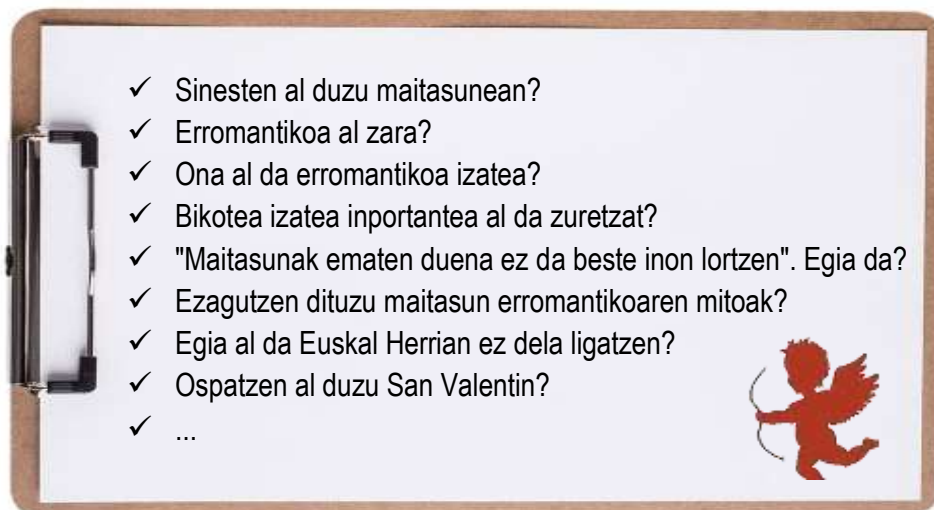 ✓ Sinesten al duzu maitasunean?
✓ Erromantikoa al zara?
✓ Ona al da erromantikoa izatea?
✓ Bikotea izatea inportantea al da zuretzat?
✓ "Maitasunak ematen duena ez da beste inon lortzen". Egia da?
✓ Ezagutzen dituzu maitasun erromantikoaren mitoak?
✓ Egia al da Euskal Herrian ez dela ligatzen?
✓ Ospatzen al duzu San Valentin?
✓ ...